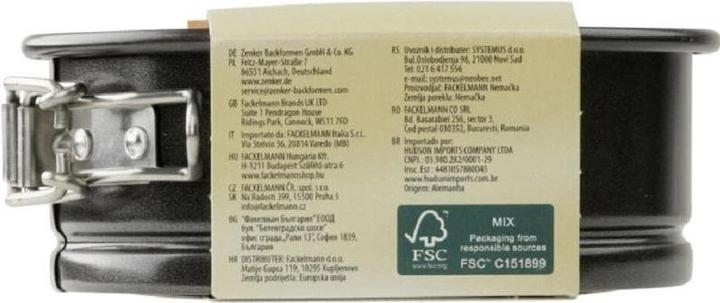 DE Zenker Backformen GmbH & Co. KG
PL Fritz-Mayer-Straße 7
86551 Aichach, Deutschland
www.zenker.de
service@zenker-backformen.com
GB Fackelmann Brands UK LTD
Suite 1 Pendragon House
Ridings Park, Cannock, WS11 7FD
IT Importato da: FACKELMANN Italia S.r.l.
Via Stelvio 36, 20814 Varedo (MB)
HU FACKELMANN Hungária Kft.
H-1211 Budapest Szállító utra 6
www.fackelmannshop.hu
CZ FACKELMANN ČR, spol. s.r.o.
SK Na Radosti 399, 15500 Praha 5
info@fackelmann.cz
BG "Факелман България" ЕООД
бул. "Ботевградско шосе"
офис сграда "Рали 13", София 1839,
България
HR DISTRIBUTER: Fackelmann d.o.o.
Matije Gupca 119, 10295 Kupljenovo
Zemlja podrijetla: Europska unija
RS Uvoznik i distributer: SYSTEMUS d.o.o.
Bul.Oslobodjenja 98, 21000 Novi Sad
Tel: 021 6 417 556
e-mail: systemus@neobee.net
Proizvodjač: FACKELMANN Nemačka
Zemlja porekla: Nemačka
RO FACKELMANN CO SRL
Bd. Basarabiei 256, sector 3,
Cod postal 030352, Bucuresti, Romania
BR Importado por:
HUDSON IMPORTS COMPANY LTDA
CNPJ.: 03.980.282/0001-29
Insc. Est: 4481057880045
www.hudsonimports.com.br
Origem: Alemanha
FSC
www.fsc.org
MIX
Packaging from
responsible sources
FSC™ C151899